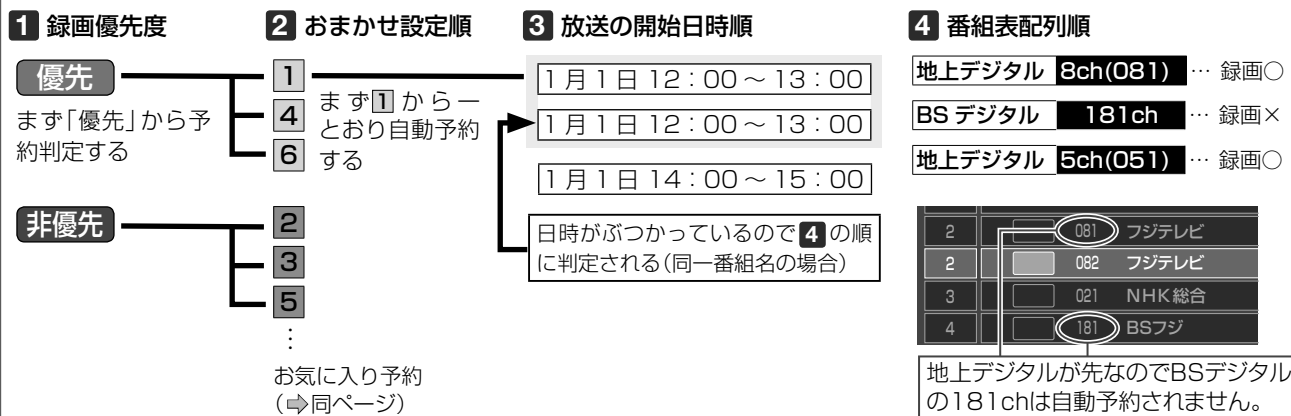 1 録画優先度
優先
まず「優先」から予
約判定する
非優先
2 おまかせ設定順
1
4
6
まず1から一
とおり自動予約
する
2
3
5
⋮
お気に入り予約
(⇨同ページ)
3 放送の開始日時順
1月1日 12:00～13:00
1月1日 12:00～13:00
1月1日 14:00～15:00
日時がぶつかっているので4の順
に判定される(同一番組名の場合)
4 番組表配列順
地上デジタル 8ch(081) … 録画○
BSデジタル 181ch … 録画×
地上デジタル 5ch(051) … 録画○
2 081 フジテレビ
2 082 フジテレビ
3 021 NHK総合
4 181 BSフジ
地上デジタルが先なのでBSデジタル
の181chは自動予約されません。